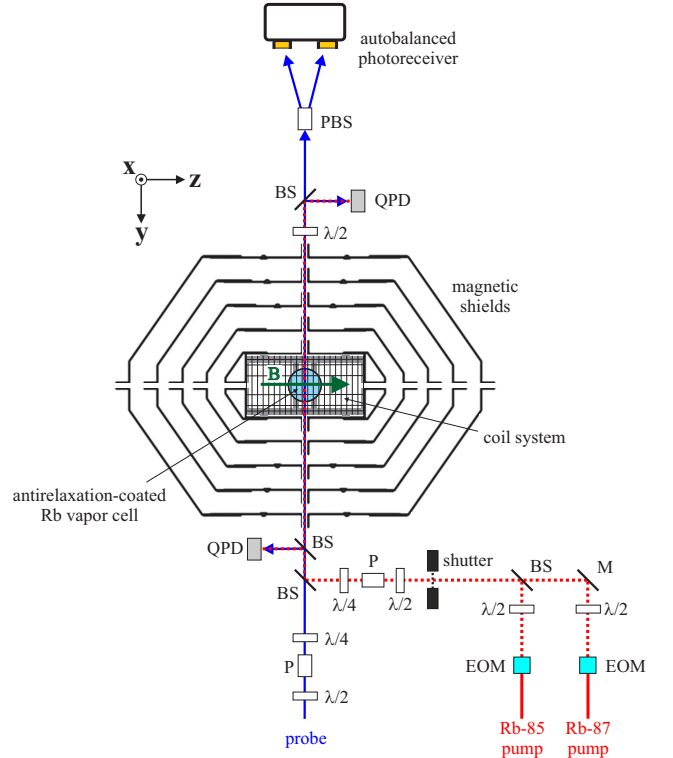 autobalanced
photoreceiver
PBS
x
z
y
BS
QPD
λ/2
magnetic
shields
B
coil system
antirelaxation-coated
Rb vapor cell
QPD
BS
BS
λ/4
P
λ/2
shutter
BS
M
λ/2
λ/2
λ/4
P
λ/2
EOM
EOM
probe
Rb-85
pump
Rb-87
pump